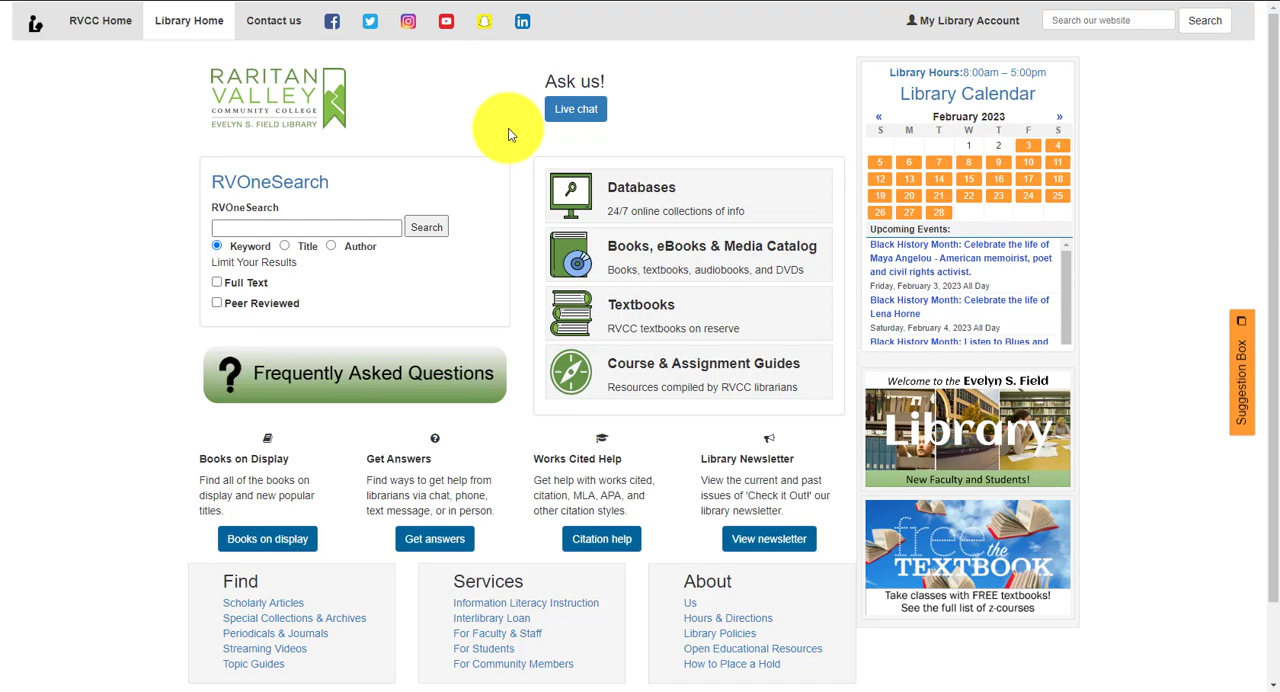 RVCC Home
Library Home
Contact us
My Library Account
Search our website
Search
RARITAN
VALLEY
COMMUNITY COLLEGE
EVELYN S. FIELD LIBRARY
Ask us!
Live chat
RVOneSearch
RVOneSearch
Search
Keyword
Title
Author
Limit Your Results
Full Text
Peer Reviewed
? Frequently Asked Questions
Databases
24/7 online collections of info
Books, eBooks & Media Catalog
Books, textbooks, audiobooks, and DVDs
Textbooks
RVCC textbooks on reserve
Course & Assignment Guides
Resources compiled by RVCC librarians
Library Hours:8:00am – 5:00pm
Library Calendar
« February 2023 »
S M T W T F S
1 2 3 4
5 6 7 8 9 10 11
12 13 14 15 16 17 18
19 20 21 22 23 24 25
26 27 28
Upcoming Events:
Black History Month: Celebrate the life of
Maya Angelou - American memoirist, poet
and civil rights activist.
Friday, February 3, 2023 All Day
Black History Month: Celebrate the life of
Lena Horne
Saturday, February 4, 2023 All Day
Black History Month: Listen to Blues and
Suggestion Box
Welcome to the Evelyn S. Field
Library
New Faculty and Students!
free the
TEXTBOOK
Take classes with FREE textbooks!
See the full list of z-courses
Books on Display
Find all of the books on
display and new popular
titles.
Books on display
Get Answers
Find ways to get help from
librarians via chat, phone,
text message, or in person.
Get answers
Works Cited Help
Get help with works cited,
citation, MLA, APA, and
other citation styles.
Citation help
Library Newsletter
View the current and past
issues of 'Check it Out!' our
library newsletter.
View newsletter
Find
Scholarly Articles
Special Collections & Archives
Periodicals & Journals
Streaming Videos
Topic Guides
Services
Information Literacy Instruction
Interlibrary Loan
For Faculty & Staff
For Students
For Community Members
About
Us
Hours & Directions
Library Policies
Open Educational Resources
How to Place a Hold